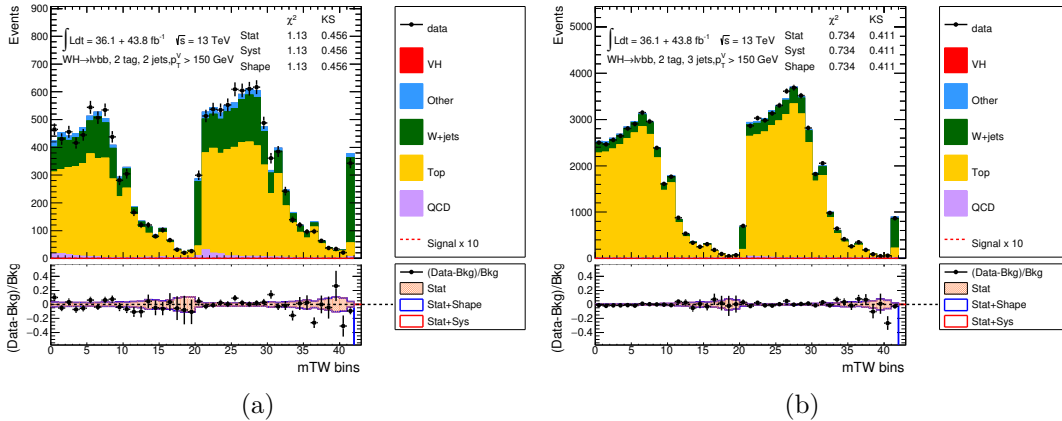 Events
900
800
700
600
500
400
300
200
100
0
∫Ldt = 36.1 + 43.8 fb⁻¹ √s = 13 TeV
WH→lvbb, 2 tag, 2 jets,p_T^V > 150 GeV
χ² KS
Stat 1.13 0.456
Syst 1.13 0.456
Shape 1.13 0.456
data
VH
Other
W+jets
Top
QCD
Signal x 10
(Data-Bkg)/Bkg
0.4
0.2
0
−0.2
−0.4
0 5 10 15 20 25 30 35 40
mTW bins
(Data-Bkg)/Bkg
Stat
Stat+Shape
Stat+Sys
(a)
Events
5000
4000
3000
2000
1000
0
∫Ldt = 36.1 + 43.8 fb⁻¹ √s = 13 TeV
WH→lvbb, 2 tag, 3 jets,p_T^V > 150 GeV
χ² KS
Stat 0.734 0.411
Syst 0.734 0.411
Shape 0.734 0.411
data
VH
Other
W+jets
Top
QCD
Signal x 10
(Data-Bkg)/Bkg
0.4
0.2
0
−0.2
−0.4
0 5 10 15 20 25 30 35 40
mTW bins
(Data-Bkg)/Bkg
Stat
Stat+Shape
Stat+Sys
(b)